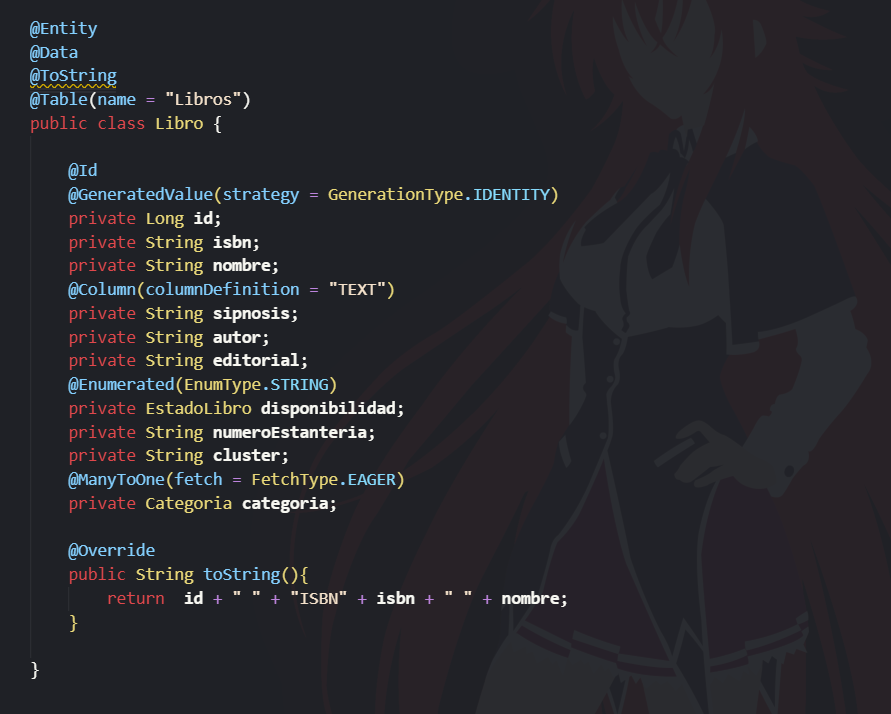 @Entity
@Data
@ToString
@Table(name = "Libros")
public class Libro {
@Id
@GeneratedValue(strategy = GenerationType.IDENTITY)
private Long id;
private String isbn;
private String nombre;
@Column(columnDefinition = "TEXT")
private String sipnosis;
private String autor;
private String editorial;
@Enumerated(EnumType.STRING)
private EstadoLibro disponibilidad;
private String numeroEstanteria;
private String cluster;
@ManyToOne(fetch = FetchType.EAGER)
private Categoria categoria;
@Override
public String toString(){
return  id + " " + "ISBN" + isbn + " " + nombre;
}
}